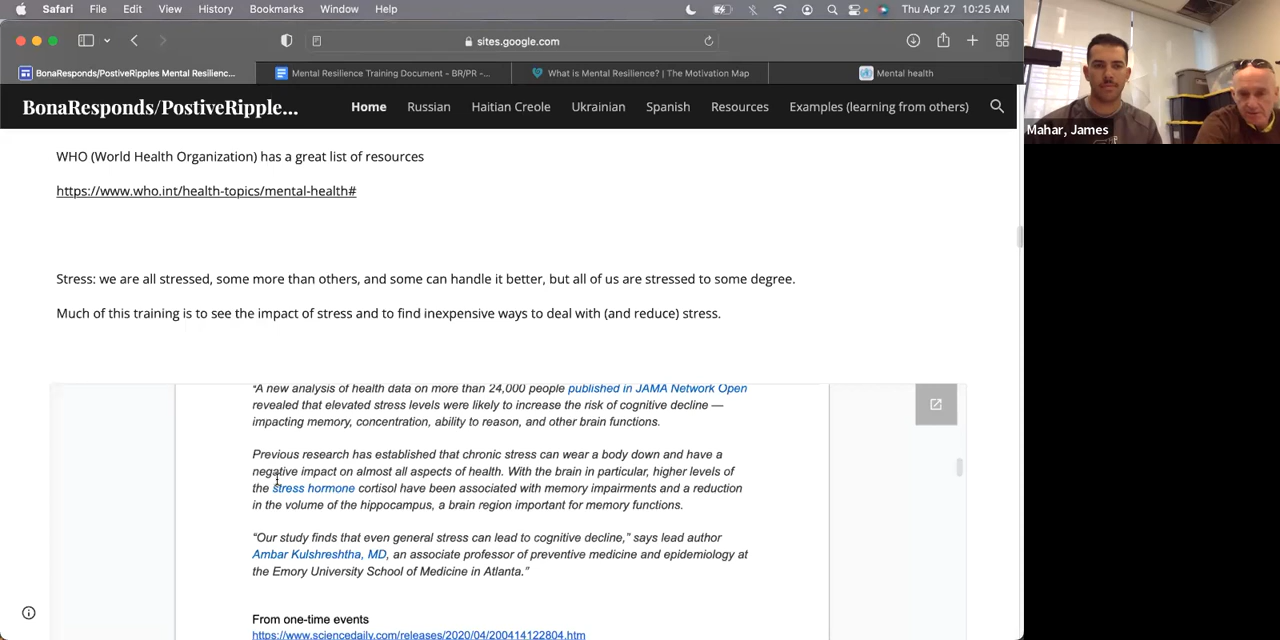 Safari File Edit View History Bookmarks Window Help Thu Apr 27 10:25 AM
sites.google.com
BonaResponds/PostiveRipples Mental Resilienc... Mental Resilience Training Document - BR/PR -... What is Mental Resilience? | The Motivation Map Mental health
BonaResponds/PostiveRipple... Home Russian Haitian Creole Ukrainian Spanish Resources Examples (learning from others)
Mahar, James
WHO (World Health Organization) has a great list of resources
https://www.who.int/health-topics/mental-health#
Stress: we are all stressed, some more than others, and some can handle it better, but all of us are stressed to some degree.
Much of this training is to see the impact of stress and to find inexpensive ways to deal with (and reduce) stress.
“A new analysis of health data on more than 24,000 people published in JAMA Network Open
revealed that elevated stress levels were likely to increase the risk of cognitive decline —
impacting memory, concentration, ability to reason, and other brain functions.
Previous research has established that chronic stress can wear a body down and have a
negative impact on almost all aspects of health. With the brain in particular, higher levels of
the stress hormone cortisol have been associated with memory impairments and a reduction
in the volume of the hippocampus, a brain region important for memory functions.
“Our study finds that even general stress can lead to cognitive decline,” says lead author
Ambar Kulshreshtha, MD, an associate professor of preventive medicine and epidemiology at
the Emory University School of Medicine in Atlanta.”
From one-time events
https://www.sciencedaily.com/releases/2020/04/200414122804.htm